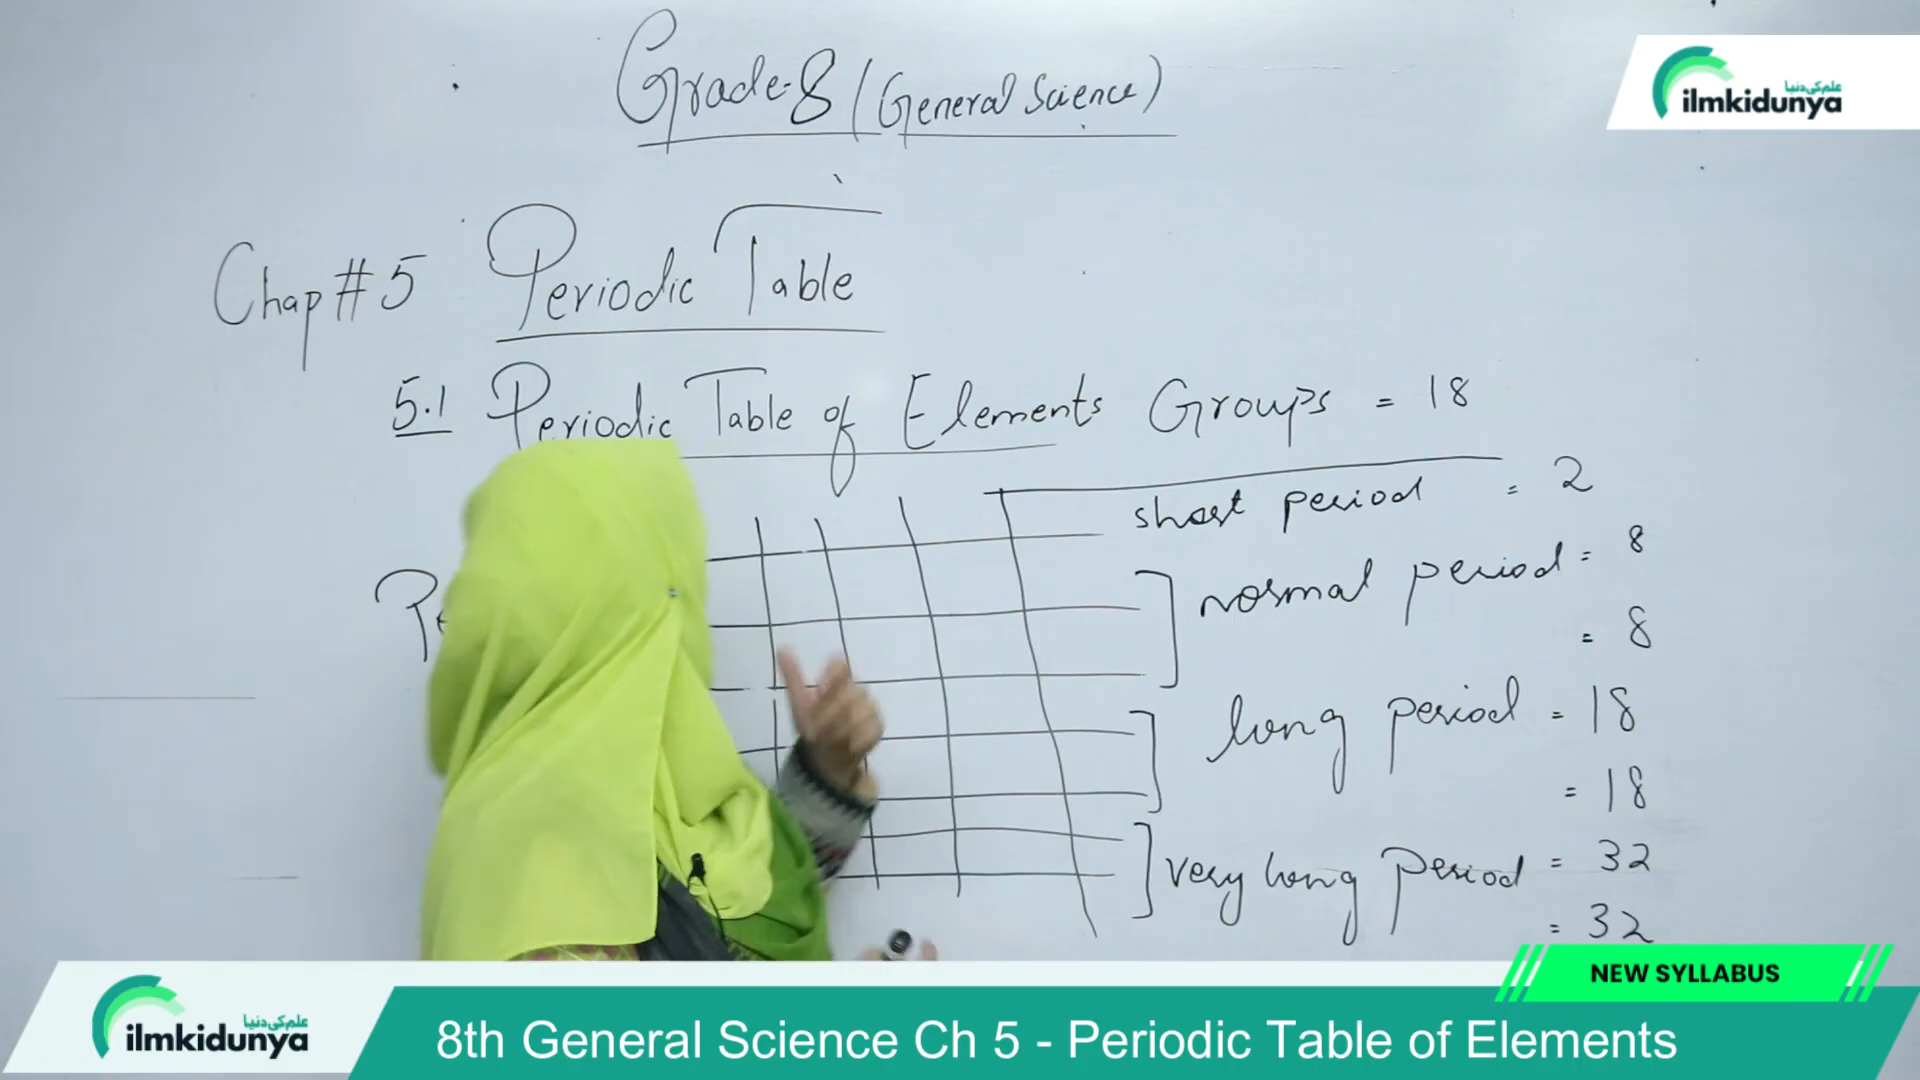 Grade-8 (General Science)
علم کی دنیا
ilmkidunya
Chap#5 Periodic Table
5.1 Periodic Table of Elements Groups = 18
short period = 2
normal period = 8
= 8
long period = 18
= 18
very long period = 32
= 32
NEW SYLLABUS
علم کی دنیا
ilmkidunya
8th General Science Ch 5 - Periodic Table of Elements